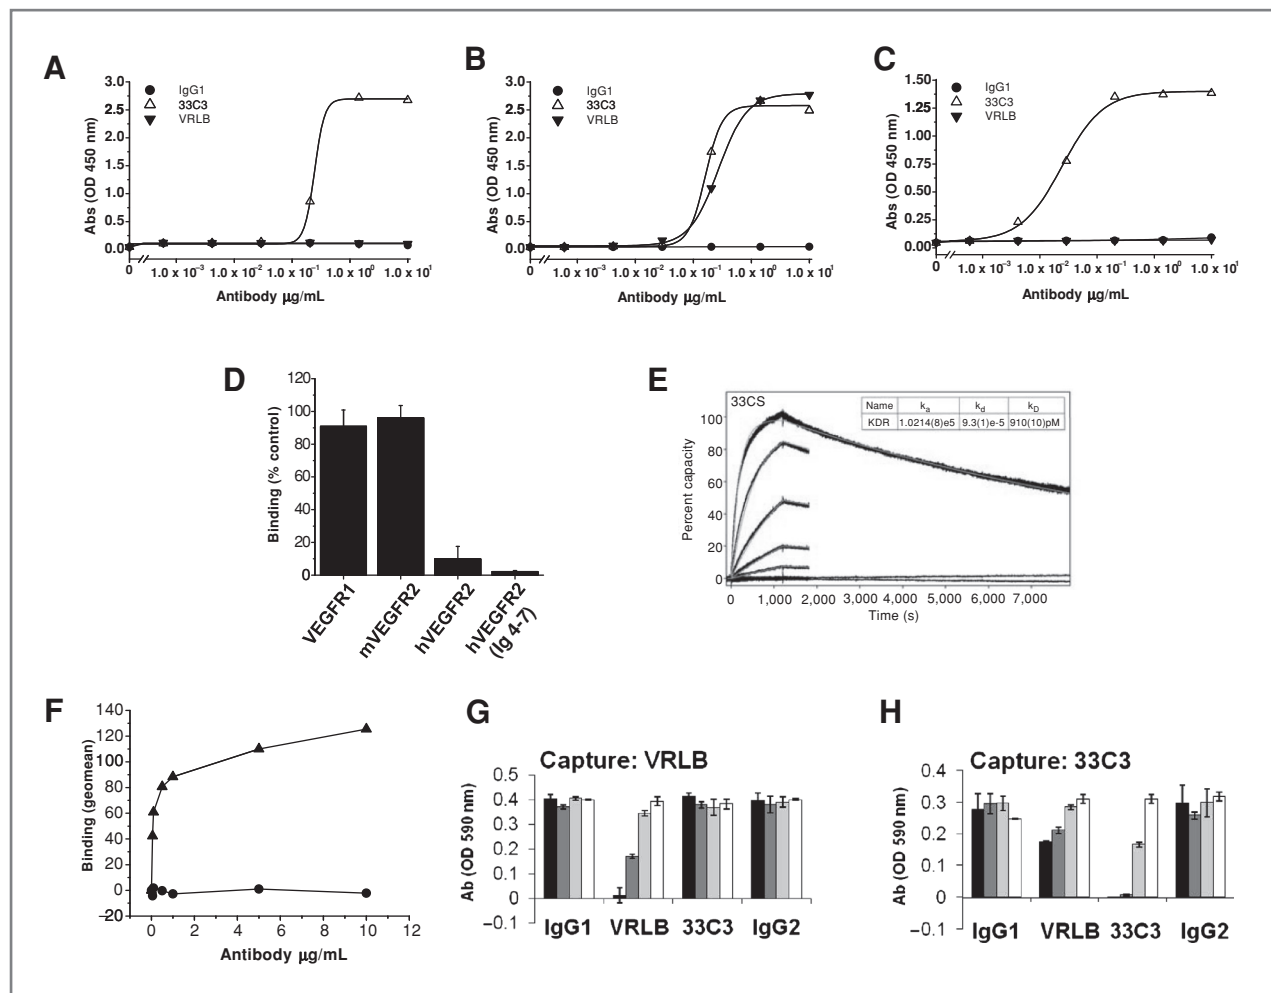 A
IgG1
33C3
VRLB
Abs (OD 450 nm)
3.0
2.5
2.0
1.5
1.0
0.5
0.0
0
1.0 x 10⁻³
1.0 x 10⁻²
1.0 x 10⁻¹
1.0 x 10⁰
1.0 x 10¹
Antibody µg/mL
B
IgG1
33C3
VRLB
Abs (OD 450 nm)
3.0
2.5
2.0
1.5
1.0
0.5
0.0
0
1.0 x 10⁻³
1.0 x 10⁻²
1.0 x 10⁻¹
1.0 x 10⁰
1.0 x 10¹
Antibody µg/mL
C
IgG1
33C3
VRLB
Abs (OD 450 nm)
1.50
1.25
1.00
0.75
0.50
0.25
0.00
0
1.0 x 10⁻³
1.0 x 10⁻²
1.0 x 10⁻¹
1.0 x 10⁰
1.0 x 10¹
Antibody µg/mL
D
Binding (% control)
120
100
80
60
40
20
0
VEGFR1
mVEGFR2
hVEGFR2
hVEGFR2
(Ig 4-7)
E
33CS
Name kₐ k_d k_D
KDR 1.0214(8)e5 9.3(1)e-5 910(10)pM
Percent capacity
100
80
60
40
20
0
0 1,000 2,000 3,000 4,000 5,000 6,000 7,000
Time (s)
F
Binding (geomean)
140
120
100
80
60
40
20
0
−20
0 2 4 6 8 10 12
Antibody µg/mL
G
Capture: VRLB
Ab (OD 590 nm)
0.5
0.4
0.3
0.2
0.1
0
−0.1
IgG1 VRLB 33C3 IgG2
H
Capture: 33C3
Ab (OD 590 nm)
0.4
0.3
0.2
0.1
0
−0.1
IgG1 VRLB 33C3 IgG2